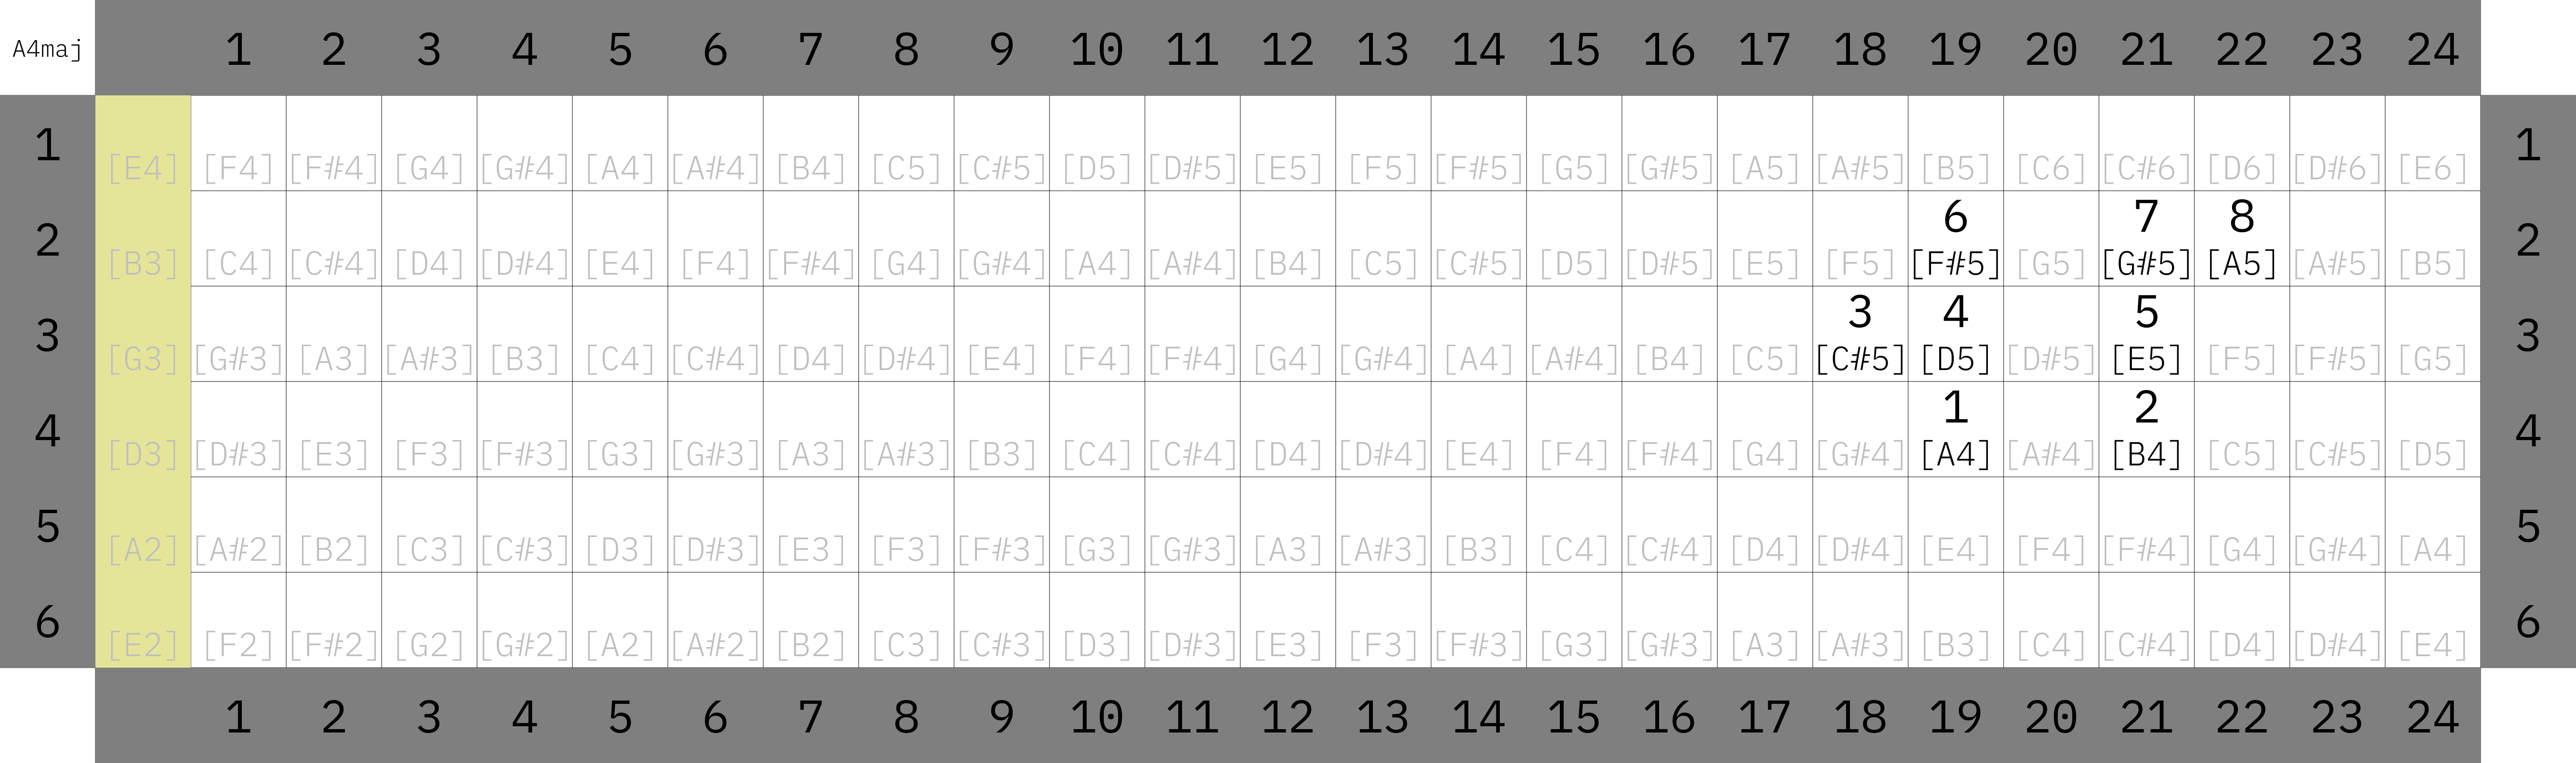 A4maj 1 2 3 4 5 6 7 8 9 10 11 12 13 14 15 16 17 18 19 20 21 22 23 24
1 [E4] [F4] [F#4] [G4] [G#4] [A4] [A#4] [B4] [C5] [C#5] [D5] [D#5] [E5] [F5] [F#5] [G5] [G#5] [A5] [A#5] [B5] [C6] [C#6] [D6] [D#6] [E6] 1
6 7 8
2 [B3] [C4] [C#4] [D4] [D#4] [E4] [F4] [F#4] [G4] [G#4] [A4] [A#4] [B4] [C5] [C#5] [D5] [D#5] [E5] [F5] [F#5] [G5] [G#5] [A5] [A#5] [B5] 2
3 4 5
3 [G3] [G#3] [A3] [A#3] [B3] [C4] [C#4] [D4] [D#4] [E4] [F4] [F#4] [G4] [G#4] [A4] [A#4] [B4] [C5] [C#5] [D5] [D#5] [E5] [F5] [F#5] [G5] 3
1 2
4 [D3] [D#3] [E3] [F3] [F#3] [G3] [G#3] [A3] [A#3] [B3] [C4] [C#4] [D4] [D#4] [E4] [F4] [F#4] [G4] [G#4] [A4] [A#4] [B4] [C5] [C#5] [D5] 4
5 [A2] [A#2] [B2] [C3] [C#3] [D3] [D#3] [E3] [F3] [F#3] [G3] [G#3] [A3] [A#3] [B3] [C4] [C#4] [D4] [D#4] [E4] [F4] [F#4] [G4] [G#4] [A4] 5
6 [E2] [F2] [F#2] [G2] [G#2] [A2] [A#2] [B2] [C3] [C#3] [D3] [D#3] [E3] [F3] [F#3] [G3] [G#3] [A3] [A#3] [B3] [C4] [C#4] [D4] [D#4] [E4] 6
1 2 3 4 5 6 7 8 9 10 11 12 13 14 15 16 17 18 19 20 21 22 23 24